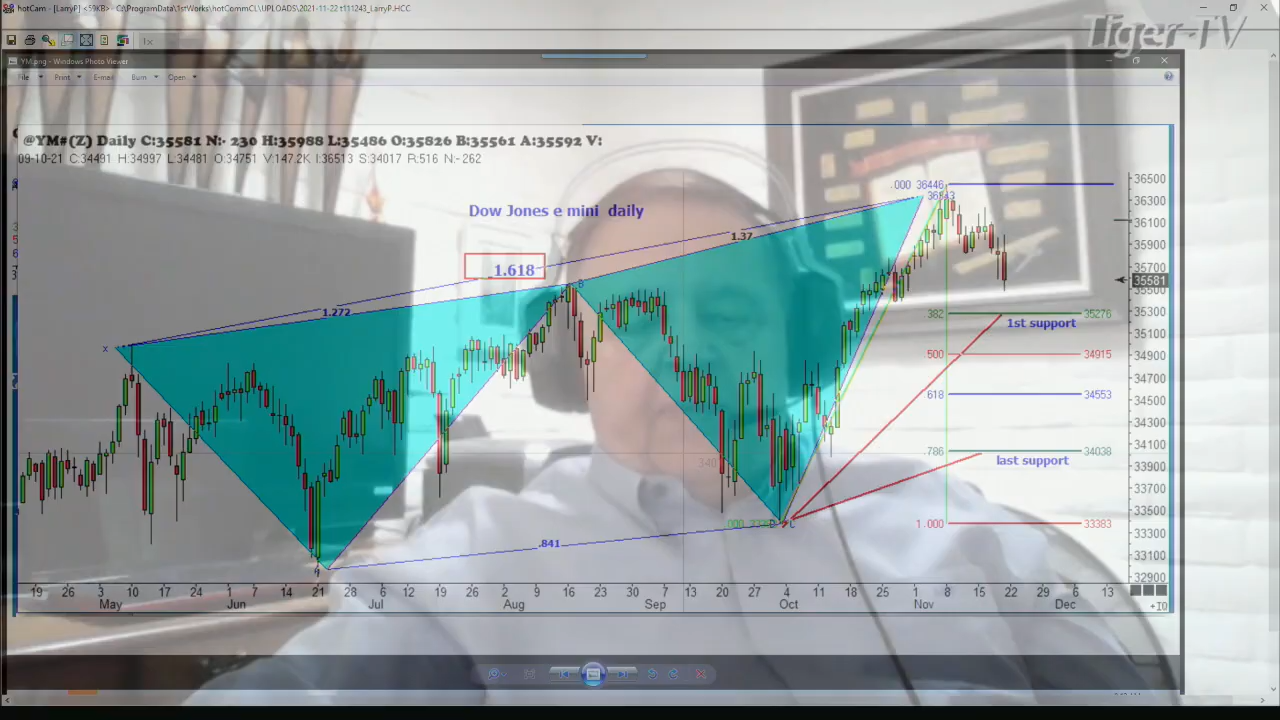 hotCam - [LarryP] <59KB> - C:\ProgramData\1stWorks\hotCommCL\UPLOADS\2021-11-22 t111243_LarryP.HCC
Tiger-TV
YM.png - Windows Photo Viewer
File Print E-mail Burn Open
@YM#(Z) Daily C:35581 N:- 230 H:35988 L:35486 O:35826 B:35561 A:35592 V:
09-10-21 C:34491 H:34997 L:34481 O:34751 V:147.2K I:36513 S:34017 R:516 N:-262
Dow Jones e mini daily
.000 36446
1.37
1.618
1.272
X
B
.382 35276
1st support
.500 34915
.618 34553
.786 34038
last support
1.000 33383
.841
36500
36300
36100
35900
35700
35581
35300
35100
34900
34700
34500
34300
34100
33900
33700
33500
33300
33100
32900
19 26 3 10 17 24 1 7 14 21 28 6 12 19 26 2 9 16 23 30 7 13 20 27 4 11 18 25 1 8 15 22 29 6 13
May Jun Jul Aug Sep Oct Nov Dec
+10